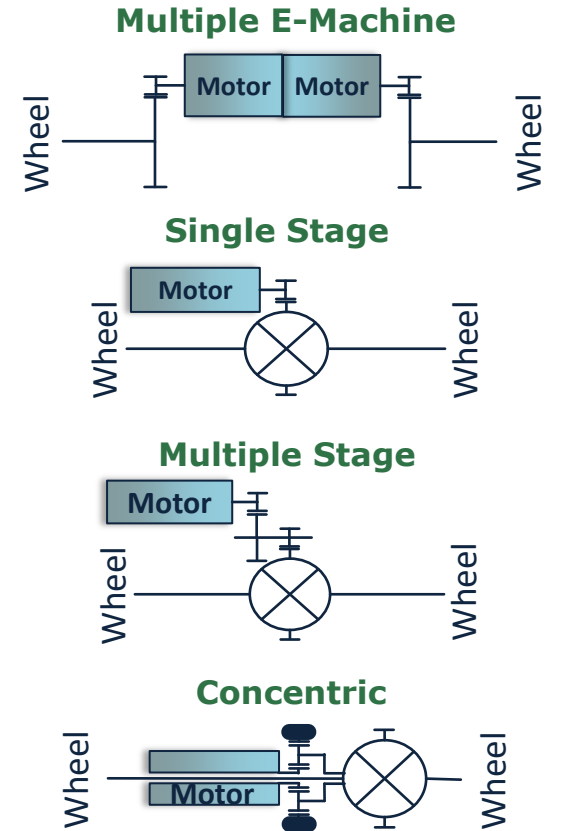 Multiple E-Machine
Motor Motor
Wheel
Wheel
Single Stage
Motor
Wheel
Wheel
Multiple Stage
Motor
Wheel
Wheel
Concentric
Motor
Wheel
Wheel